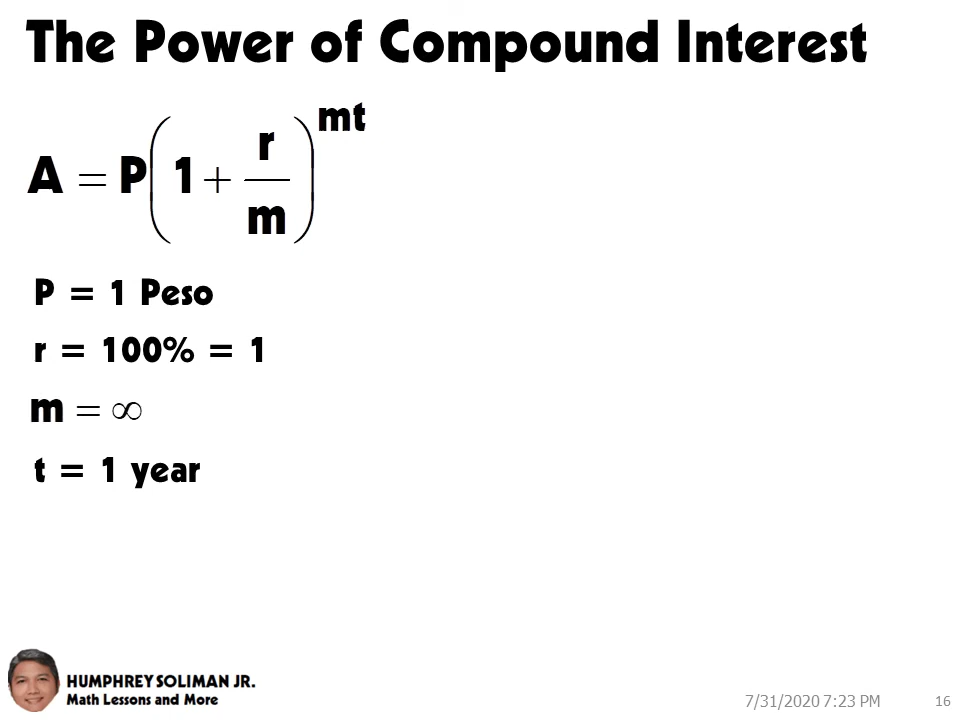 The Power of Compound Interest
A = P(1 + r/m)^mt
P = 1 Peso
r = 100% = 1
m = ∞
t = 1 year
HUMPHREY SOLIMAN JR.
Math Lessons and More
7/31/2020 7:23 PM
16